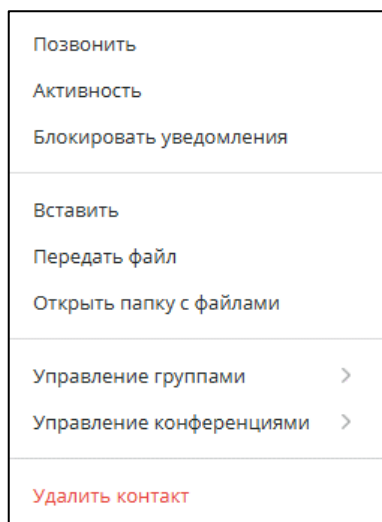 Позвонить
Активность
Блокировать уведомления
Вставить
Передать файл
Открыть папку с файлами
Управление группами
Управление конференциями
Удалить контакт